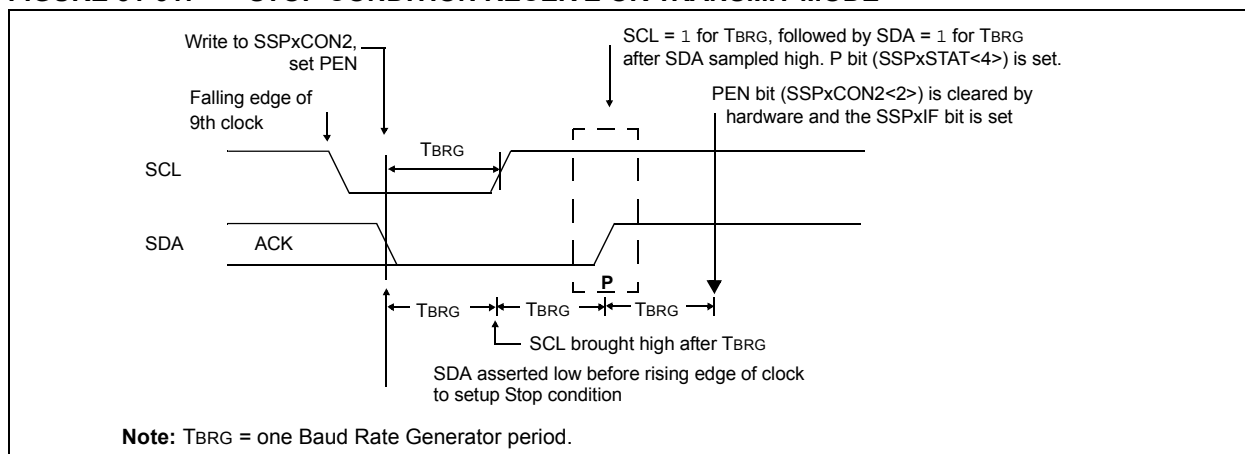 Write to SSPxCON2,
set PEN
SCL = 1 for TBRG, followed by SDA = 1 for TBRG
after SDA sampled high. P bit (SSPxSTAT<4>) is set.
Falling edge of
9th clock
PEN bit (SSPxCON2<2>) is cleared by
hardware and the SSPxIF bit is set
TBRG
SCL
SDA
ACK
P
TBRG
TBRG
TBRG
SCL brought high after TBRG
SDA asserted low before rising edge of clock
to setup Stop condition
Note: TBRG = one Baud Rate Generator period.